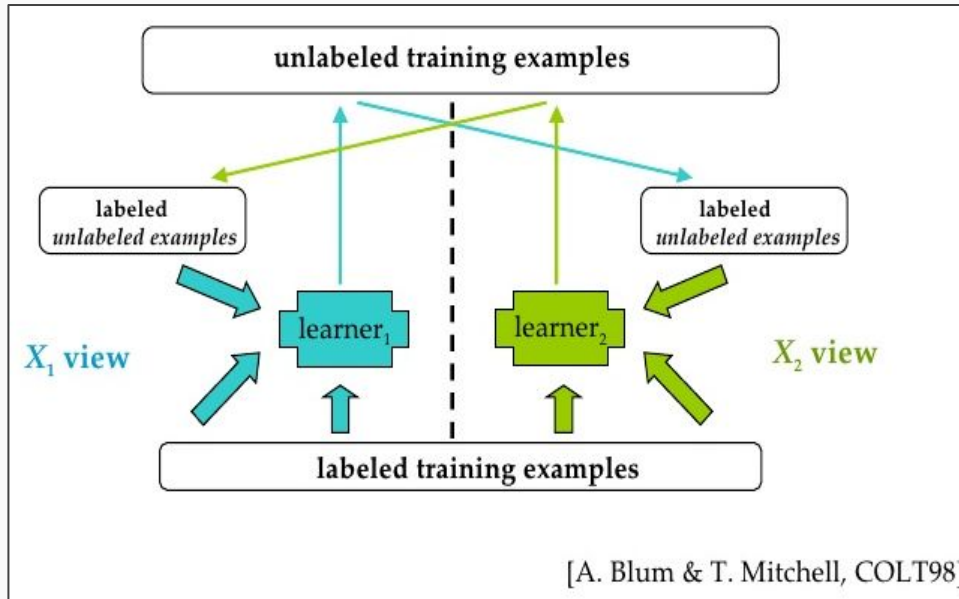 unlabeled training examples
labeled
unlabeled examples
labeled
unlabeled examples
learner₁
learner₂
X₁ view
X₂ view
labeled training examples
[A. Blum & T. Mitchell, COLT98]